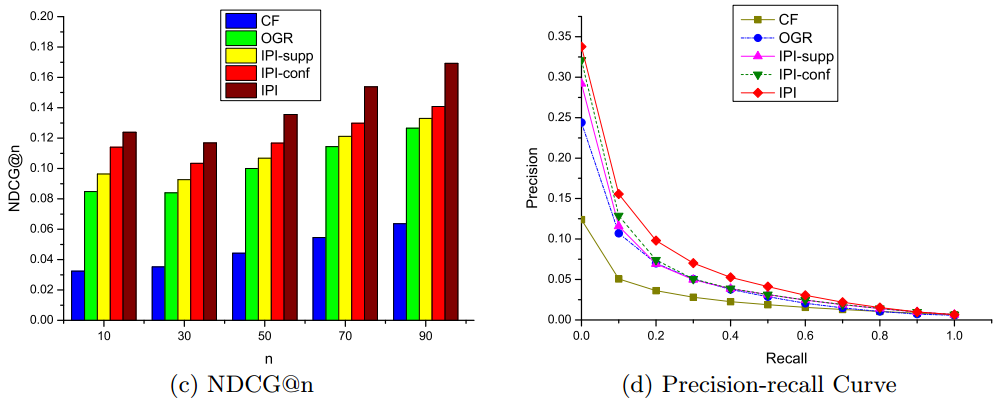 0.20
0.18
0.16
0.14
0.12
0.10
0.08
0.06
0.04
0.02
0.00
NDCG@n
CF
OGR
IPI-supp
IPI-conf
IPI
10 30 50 70 90
n
(c) NDCG@n
0.35
0.30
0.25
0.20
0.15
0.10
0.05
0.00
Precision
CF
OGR
IPI-supp
IPI-conf
IPI
0.0 0.2 0.4 0.6 0.8 1.0
Recall
(d) Precision-recall Curve